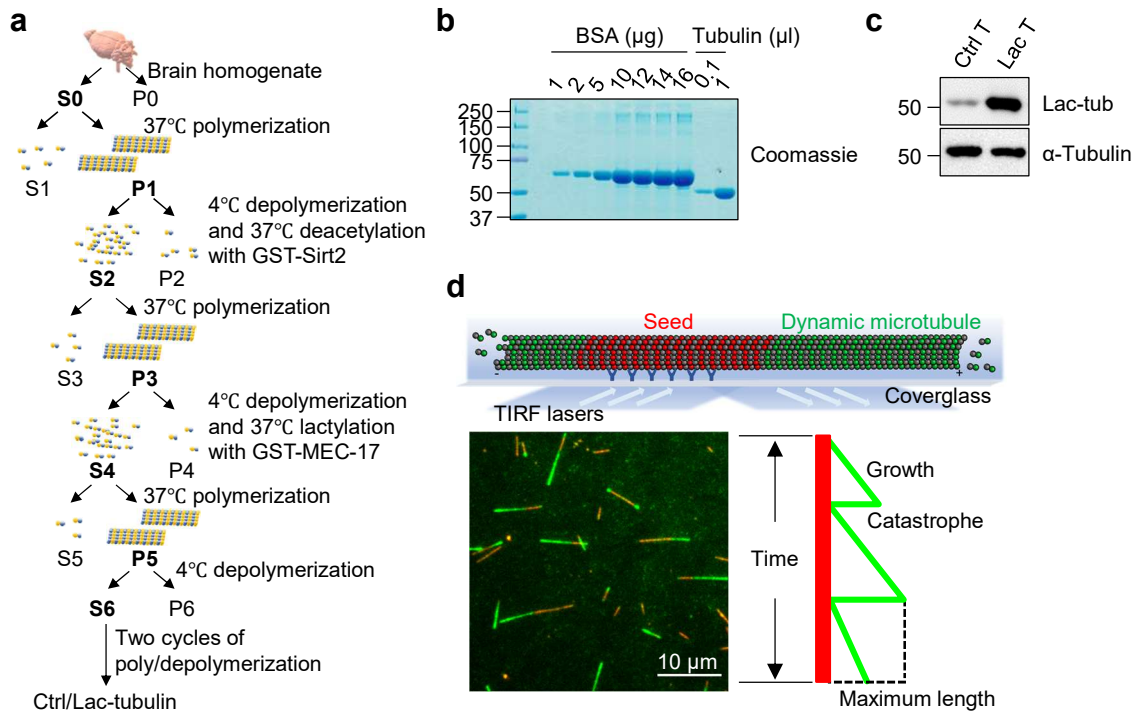 a
Brain homogenate
S0
P0
37℃ polymerization
S1
P1
4℃ depolymerization
and 37℃ deacetylation
with GST-Sirt2
S2
P2
37℃ polymerization
S3
P3
4℃ depolymerization
and 37℃ lactylation
with GST-MEC-17
S4
P4
37℃ polymerization
S5
P5
4℃ depolymerization
S6
P6
Two cycles of
poly/depolymerization
Ctrl/Lac-tubulin
b
BSA (µg) Tubulin (µl)
1 2 5 10 12 14 16 0.1 1
250
150
100
75
50
37
Coomassie
c
Ctrl T Lac T
50 Lac-tub
50 α-Tubulin
d
Seed Dynamic microtubule
- +
Coverglass
TIRF lasers
10 µm
Time
Growth
Catastrophe
Maximum length